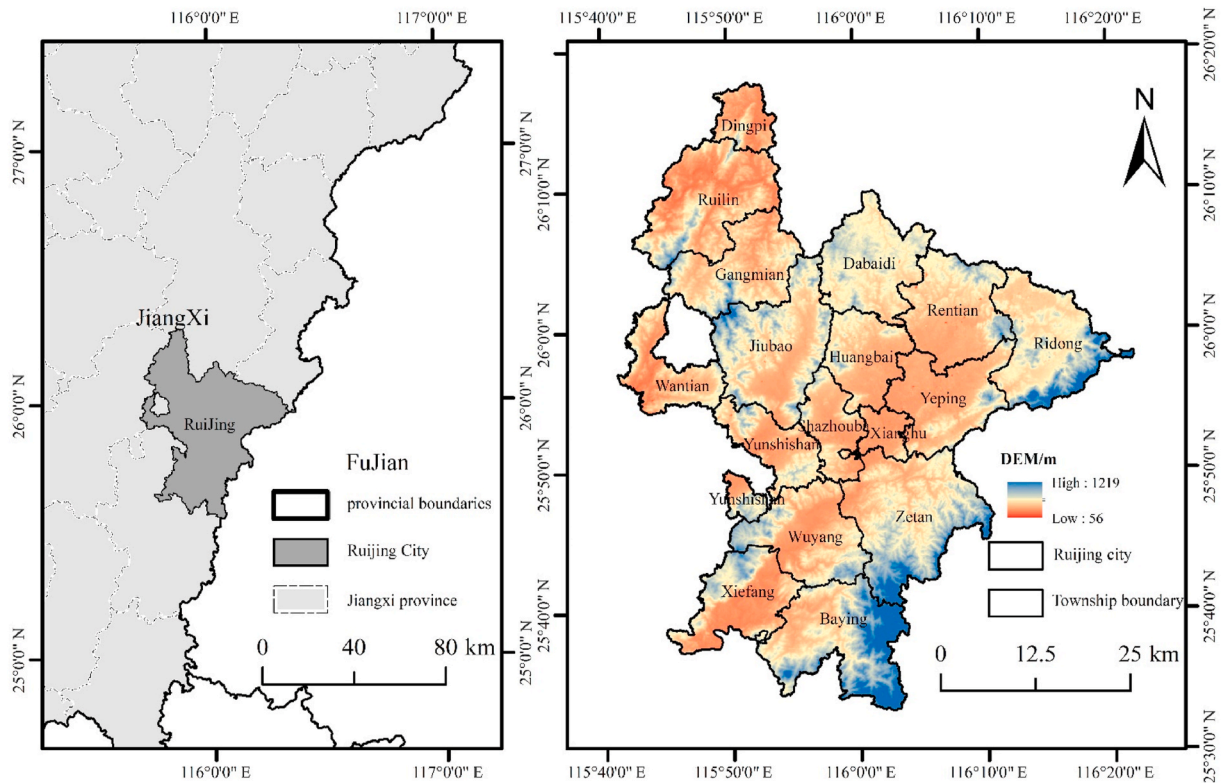 116°0'0" E
117°0'0" E
27°0'0" N
26°0'0" N
25°0'0" N
27°0'0" N
26°0'0" N
25°0'0" N
JiangXi
RuiJing
FuJian
provincial boundaries
Ruijing City
Jiangxi province
0
40
80 km
116°0'0" E
117°0'0" E
115°40'0" E
115°50'0" E
116°0'0" E
116°10'0" E
116°20'0" E
26°10'0" N
26°0'0" N
25°50'0" N
25°40'0" N
26°20'0" N
26°10'0" N
26°0'0" N
25°50'0" N
25°40'0" N
25°30'0" N
N
Dingpi
Ruilin
Gangmian
Dabaidi
Rentian
Ridong
Jiubao
Huangbai
Wantian
Yeping
Shazhouba
Xianghu
Yunshishan
Yunshishan
Zetan
Wuyang
Xiefang
Baying
DEM/m
High : 1219
Low : 56
Ruijing city
Township boundary
0
12.5
25 km
115°40'0" E
115°50'0" E
116°0'0" E
116°10'0" E
116°20'0" E